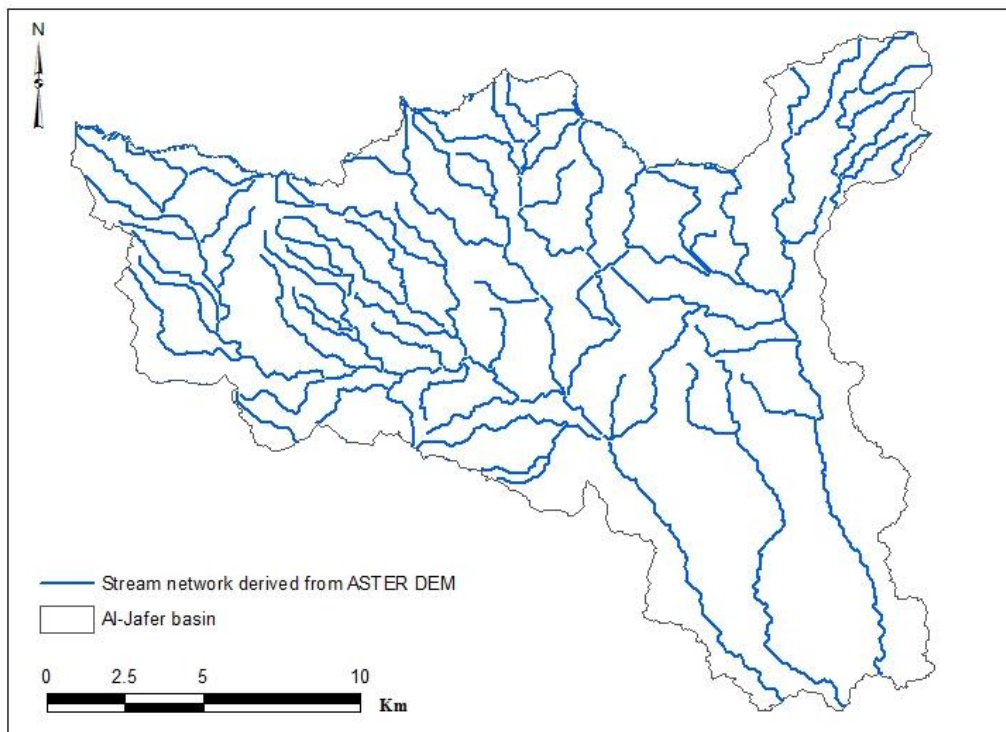 N
Stream network derived from ASTER DEM
Al-Jafer basin
0 2.5 5 10
Km